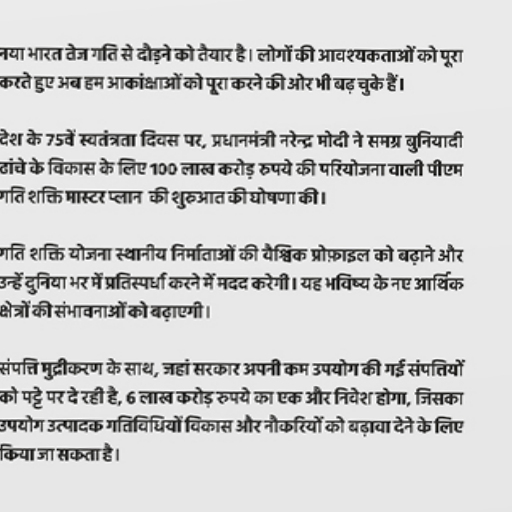 नया भारत तेज गति से दौड़ने को तैयार है। लोगों की आवश्यकताओं को पूरा
करते हुए अब हम आकांक्षाओं को पूरा करने की ओर भी बढ़ चुके हैं।
देश के 75वें स्वतंत्रता दिवस पर, प्रधानमंत्री नरेन्द्र मोदी ने समग्र बुनियादी
ढांचे के विकास के लिए 100 लाख करोड़ रुपये की परियोजना वाली पीएम
गति शक्ति मास्टर प्लान की शुरुआत की घोषणा की।
गति शक्ति योजना स्थानीय निर्माताओं की वैश्विक प्रोफ़ाइल को बढ़ाने और
उन्हें दुनिया भर में प्रतिस्पर्धा करने में मदद करेगी। यह भविष्य के नए आर्थिक
क्षेत्रों की संभावनाओं को बढ़ाएगी।
संपत्ति मुद्रीकरण के साथ, जहां सरकार अपनी कम उपयोग की गई संपत्तियों
को पट्टे पर दे रही है, 6 लाख करोड़ रुपये का एक और निवेश होगा, जिसका
उपयोग उत्पादक गतिविधियों विकास और नौकरियों को बढ़ावा देने के लिए
किया जा सकता है।